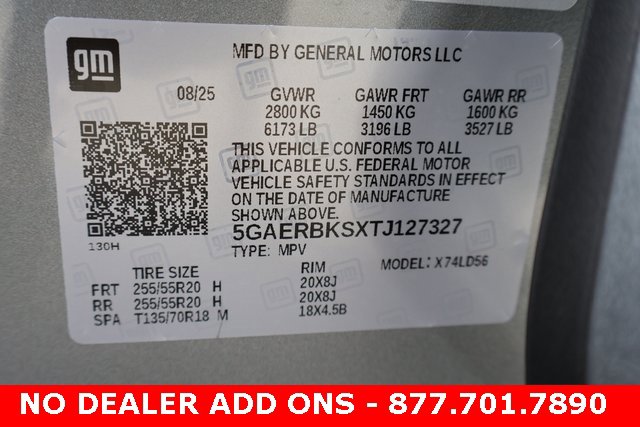 gm
MFD BY GENERAL MOTORS LLC
08/25 GVWR GAWR FRT GAWR RR
2800 KG 1450 KG 1600 KG
6173 LB 3196 LB 3527 LB
THIS VEHICLE CONFORMS TO ALL
APPLICABLE U.S. FEDERAL MOTOR
VEHICLE SAFETY STANDARDS IN EFFECT
ON THE DATE OF MANUFACTURE
SHOWN ABOVE.
130H
5GAERBKSXTJ127327
TYPE: MPV MODEL: X74LD56
TIRE SIZE RIM
FRT 255/55R20 H 20X8J
RR 255/55R20 H 20X8J
SPA T135/70R18 M 18X4.5B
NO DEALER ADD ONS - 877.701.7890